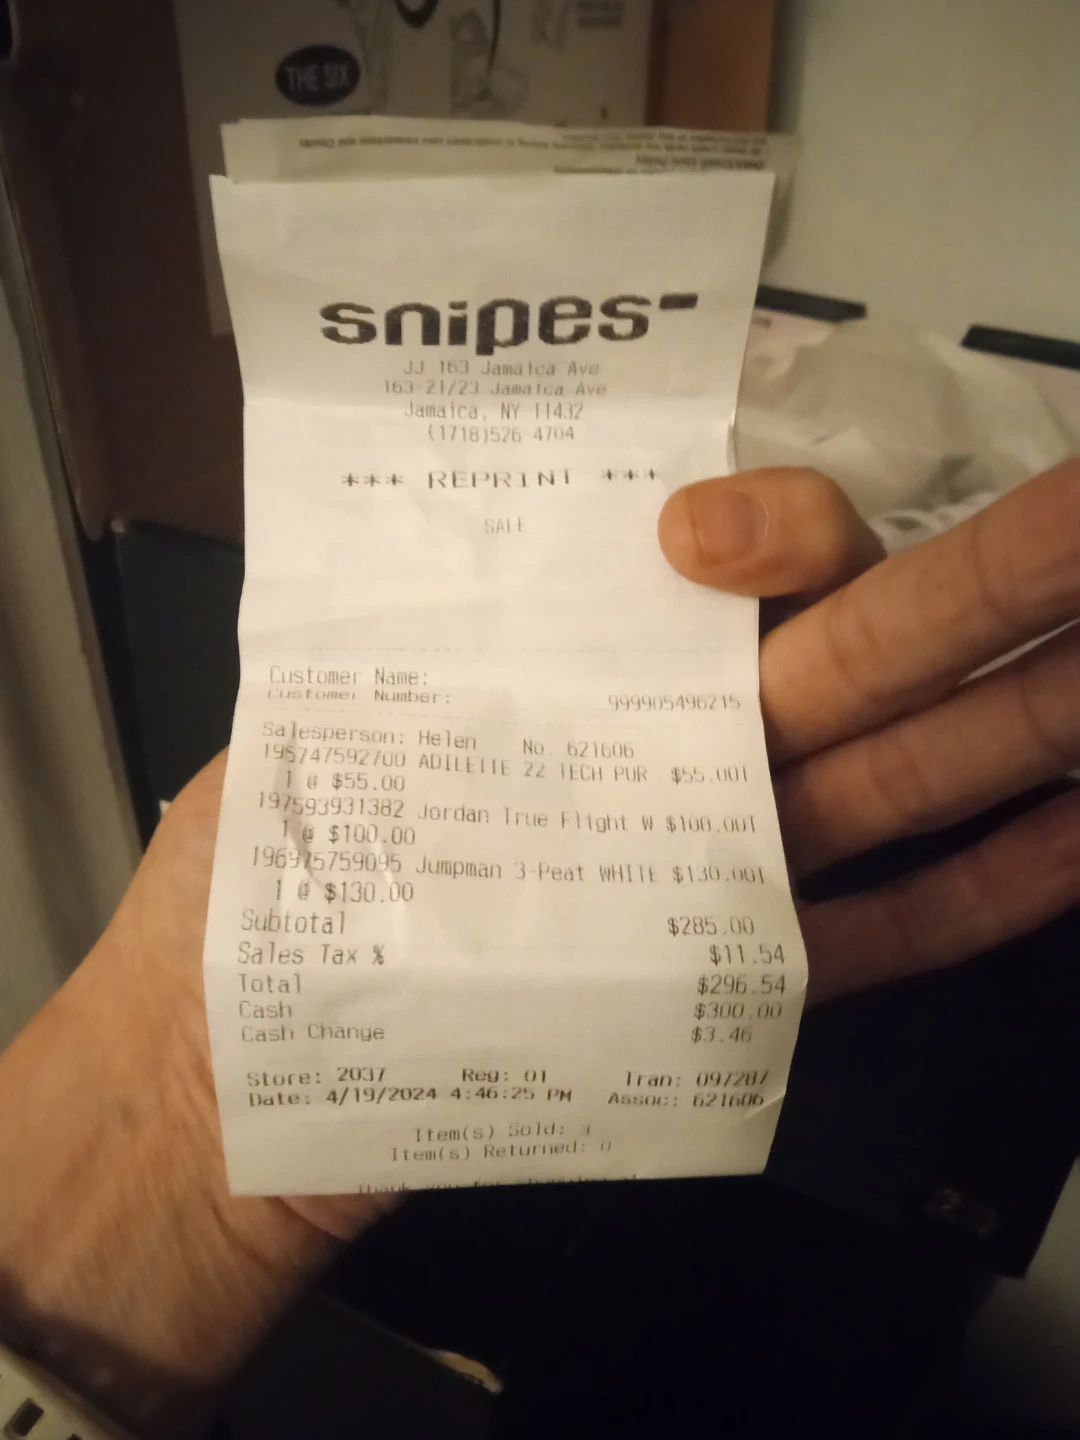 THE SIX
snipes
JJ 163 Jamaica Ave
163-21/23 Jamaica Ave
Jamaica, NY 11432
(1718)526-4704
*** REPRINT ***
SALE
Customer Name:
Customer Number: 999905496215
Salesperson: Helen No. 621606
195747592700 ADILETTE 22 TECH PUR $55.00T
1 @ $55.00
197593931382 Jordan True Flight W $100.00T
1 @ $100.00
196975759095 Jumpman 3-Peat WHITE $130.00T
1 @ $130.00
Subtotal $285.00
Sales Tax % $11.54
Total $296.54
Cash $300.00
Cash Change $3.46
Store: 2037 Reg: 01 Tran: 097287
Date: 4/19/2024 4:46:25 PM Assoc: 621606
Item(s) Sold: 3
Item(s) Returned: 0
Thank you for shopping at